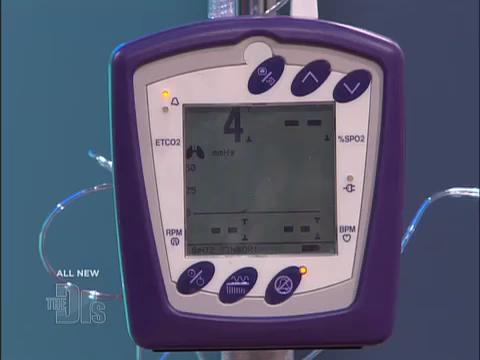 4
-- --
ETCO2
%SPO2
mmHg
50
25
0
RPM
-- --
-- --
BPM
ALL NEW
THE
DRs